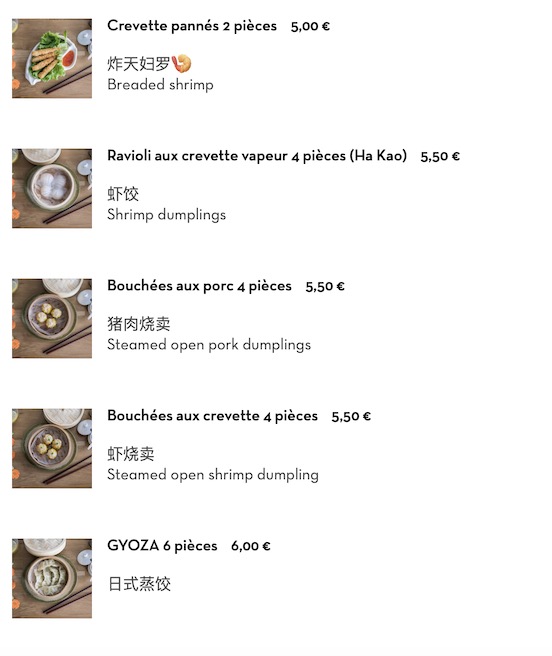 Crevette pannés 2 pièces 5,00 €
炸天妇罗🍤
Breaded shrimp
Ravioli aux crevette vapeur 4 pièces (Ha Kao) 5,50 €
虾饺
Shrimp dumplings
Bouchées aux porc 4 pièces 5,50 €
猪肉烧卖
Steamed open pork dumplings
Bouchées aux crevette 4 pièces 5,50 €
虾烧卖
Steamed open shrimp dumpling
GYOZA 6 pièces 6,00 €
日式蒸饺